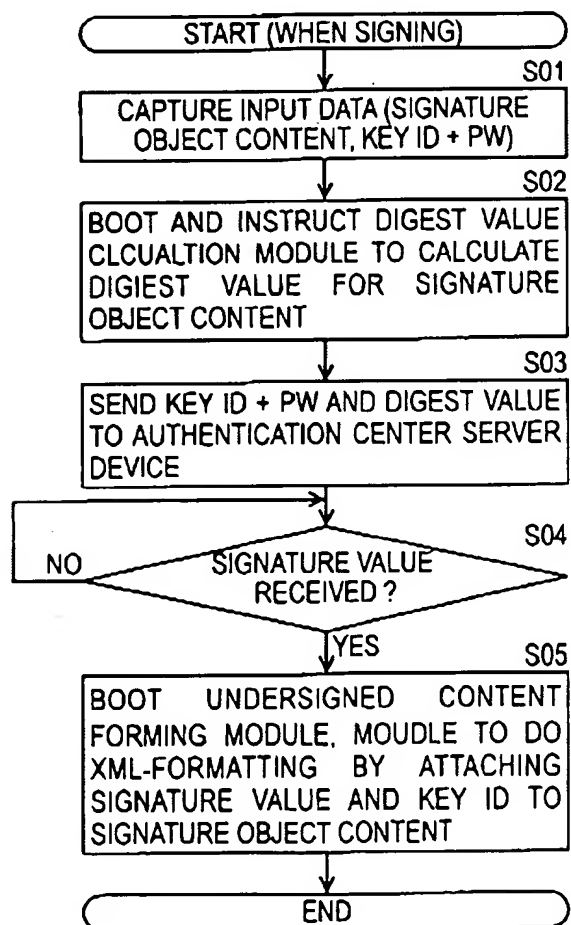 START (WHEN SIGNING)
S01
CAPTURE INPUT DATA (SIGNATURE
OBJECT CONTENT, KEY ID + PW)
S02
BOOT AND INSTRUCT DIGEST VALUE
CLCUALTION MODULE TO CALCULATE
DIGIEST VALUE FOR SIGNATURE
OBJECT CONTENT
S03
SEND KEY ID + PW AND DIGEST VALUE
TO AUTHENTICATION CENTER SERVER
DEVICE
S04
NO
SIGNATURE VALUE
RECEIVED ?
YES
S05
BOOT UNDERSIGNED CONTENT
FORMING MODULE, MOUDLE TO DO
XML-FORMATTING BY ATTACHING
SIGNATURE VALUE AND KEY ID TO
SIGNATURE OBJECT CONTENT
END